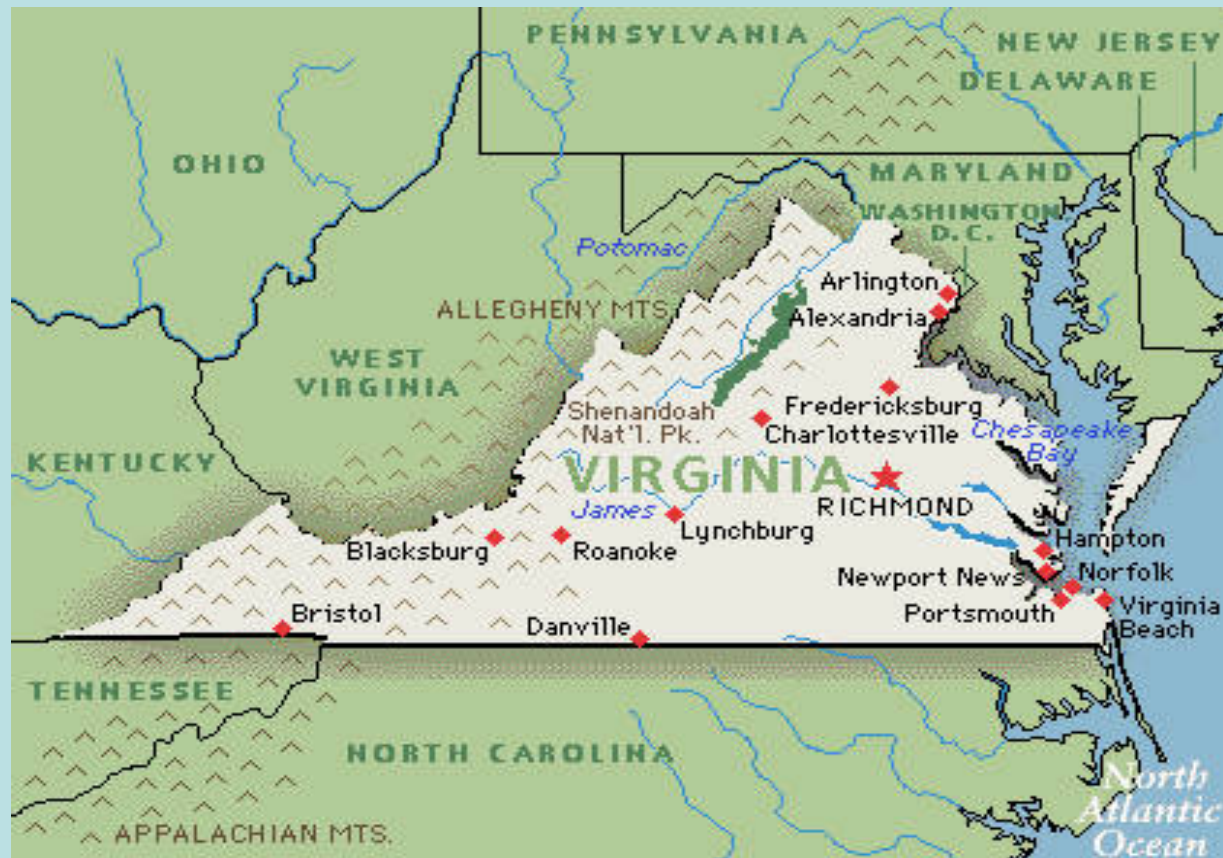 PENNSYLVANIA
NEW JERSEY
DELAWARE
OHIO
MARYLAND
WASHINGTON,
D.C.
Potomac
Arlington
ALLEGHENY MTS.
Alexandria
WEST
VIRGINIA
Shenandoah
Nat'l. Pk.
Fredericksburg
Charlottesville
Chesapeake
Bay
KENTUCKY
VIRGINIA
James
RICHMOND
Lynchburg
Blacksburg
Roanoke
Hampton
Newport News
Norfolk
Portsmouth
Virginia
Beach
Bristol
Danville
TENNESSEE
NORTH CAROLINA
North
Atlantic
Ocean
APPALACHIAN MTS.